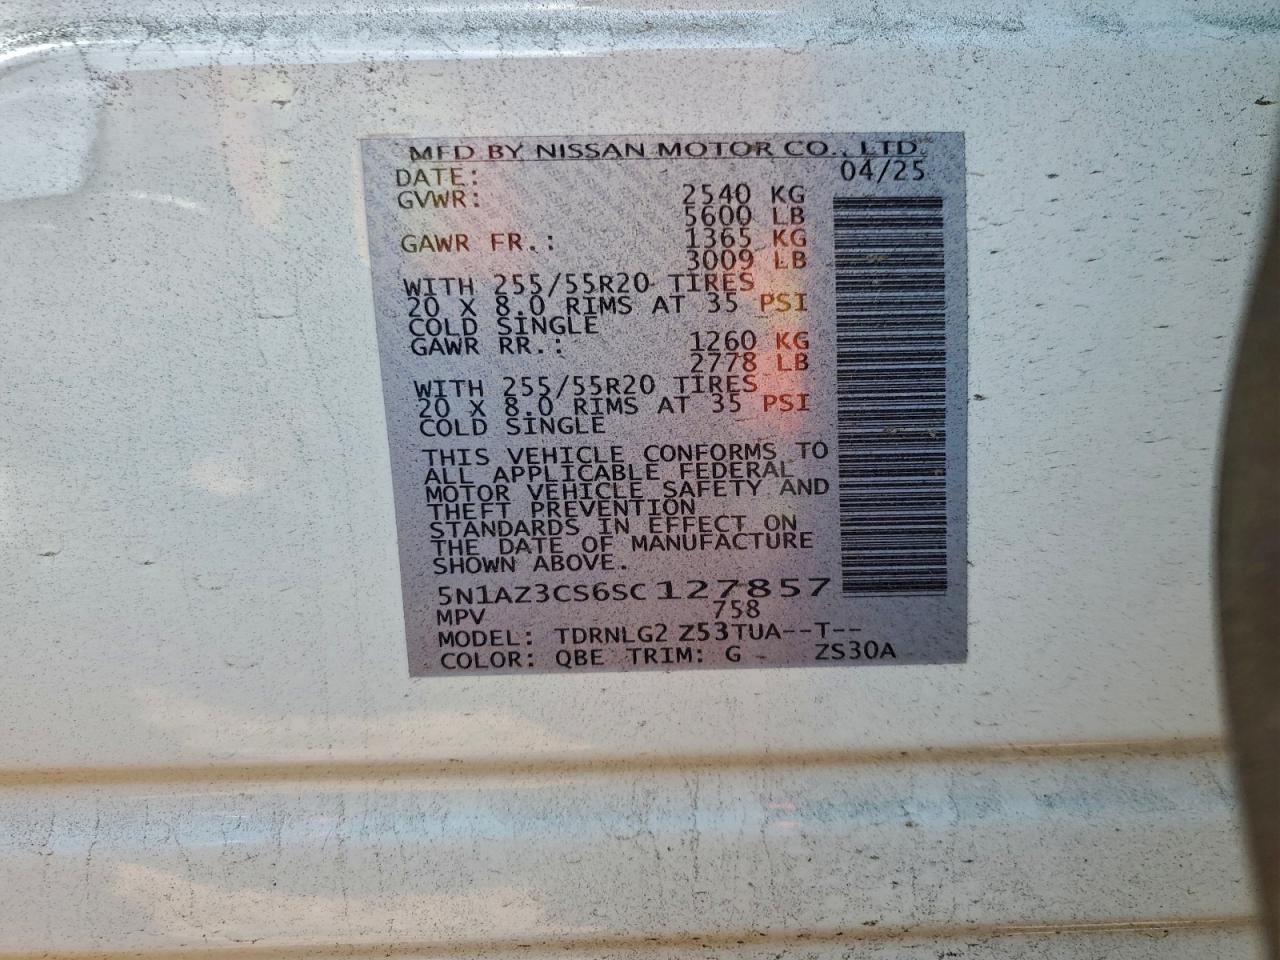 MFD BY NISSAN MOTOR CO., LTD.
DATE: 04/25
GVWR: 2540 KG
5600 LB
GAWR FR.: 1365 KG
3009 LB
WITH 255/55R20 TIRES
20 X 8.0 RIMS AT 35 PSI
COLD SINGLE
GAWR RR.: 1260 KG
2778 LB
WITH 255/55R20 TIRES
20 X 8.0 RIMS AT 35 PSI
COLD SINGLE
THIS VEHICLE CONFORMS TO
ALL APPLICABLE FEDERAL
MOTOR VEHICLE SAFETY AND
THEFT PREVENTION
STANDARDS IN EFFECT ON
THE DATE OF MANUFACTURE
SHOWN ABOVE.
5N1AZ3CS6SC127857
MPV 758
MODEL: TDRNLG2 Z53TUA--T--
COLOR: QBE TRIM: G - ZS30A